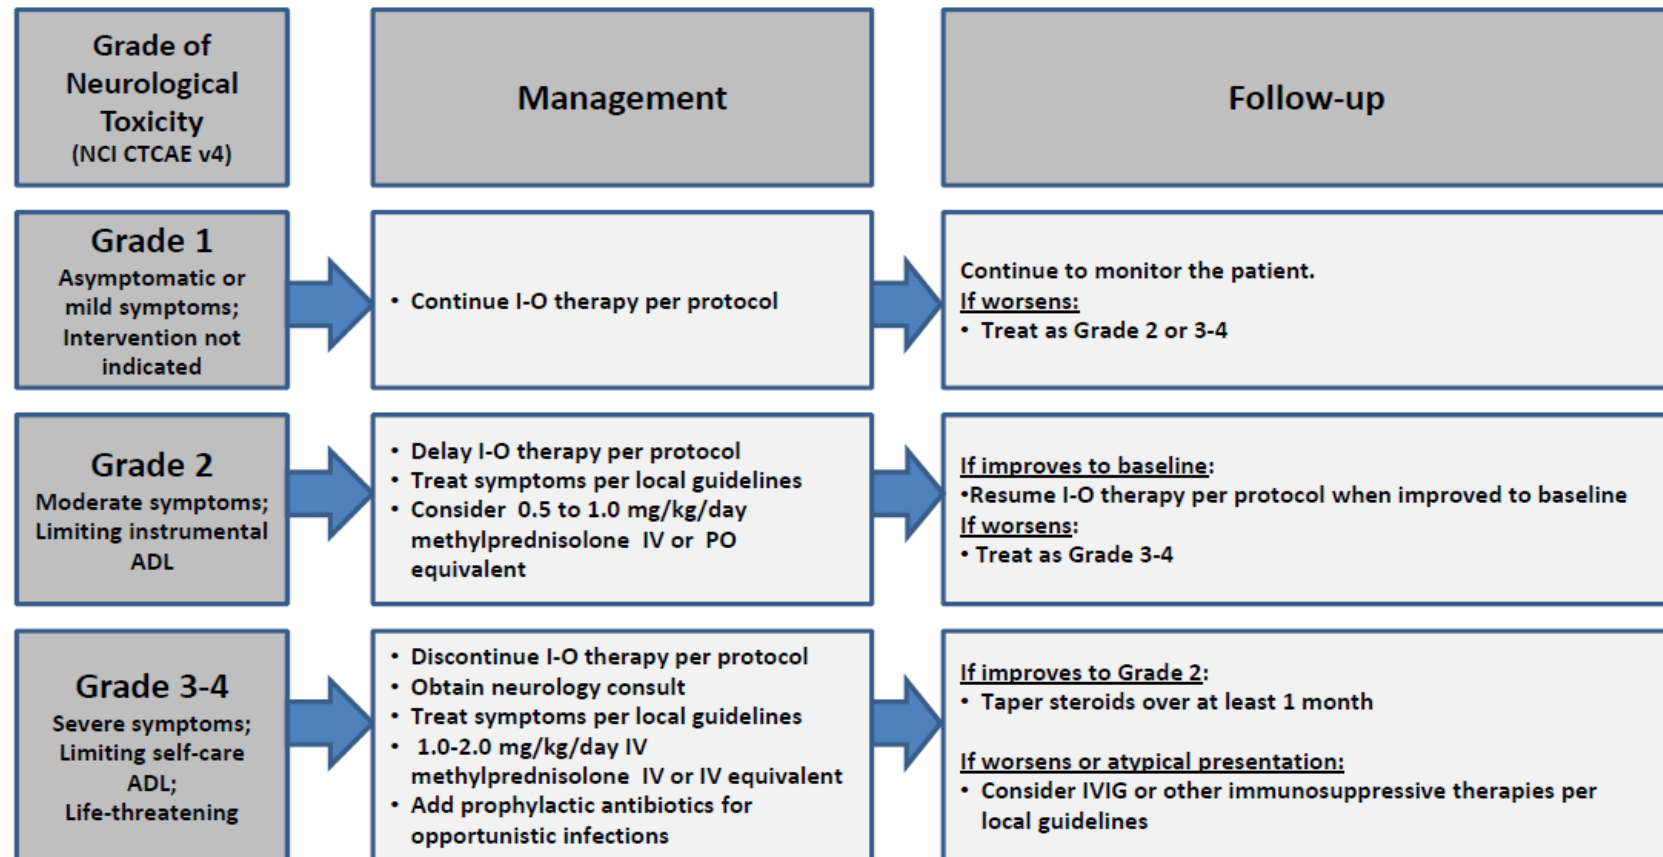 Grade of
Neurological
Toxicity
(NCI CTCAE v4)
Management
Follow-up
Grade 1
Asymptomatic or
mild symptoms;
Intervention not
indicated
• Continue I-O therapy per protocol
Continue to monitor the patient.
If worsens:
• Treat as Grade 2 or 3-4
Grade 2
Moderate symptoms;
Limiting instrumental
ADL
• Delay I-O therapy per protocol
• Treat symptoms per local guidelines
• Consider 0.5 to 1.0 mg/kg/day
methylprednisolone IV or PO
equivalent
If improves to baseline:
•Resume I-O therapy per protocol when improved to baseline
If worsens:
• Treat as Grade 3-4
Grade 3-4
Severe symptoms;
Limiting self-care
ADL;
Life-threatening
• Discontinue I-O therapy per protocol
• Obtain neurology consult
• Treat symptoms per local guidelines
• 1.0-2.0 mg/kg/day IV
methylprednisolone IV or IV equivalent
• Add prophylactic antibiotics for
opportunistic infections
If improves to Grade 2:
• Taper steroids over at least 1 month
If worsens or atypical presentation:
• Consider IVIG or other immunosuppressive therapies per
local guidelines